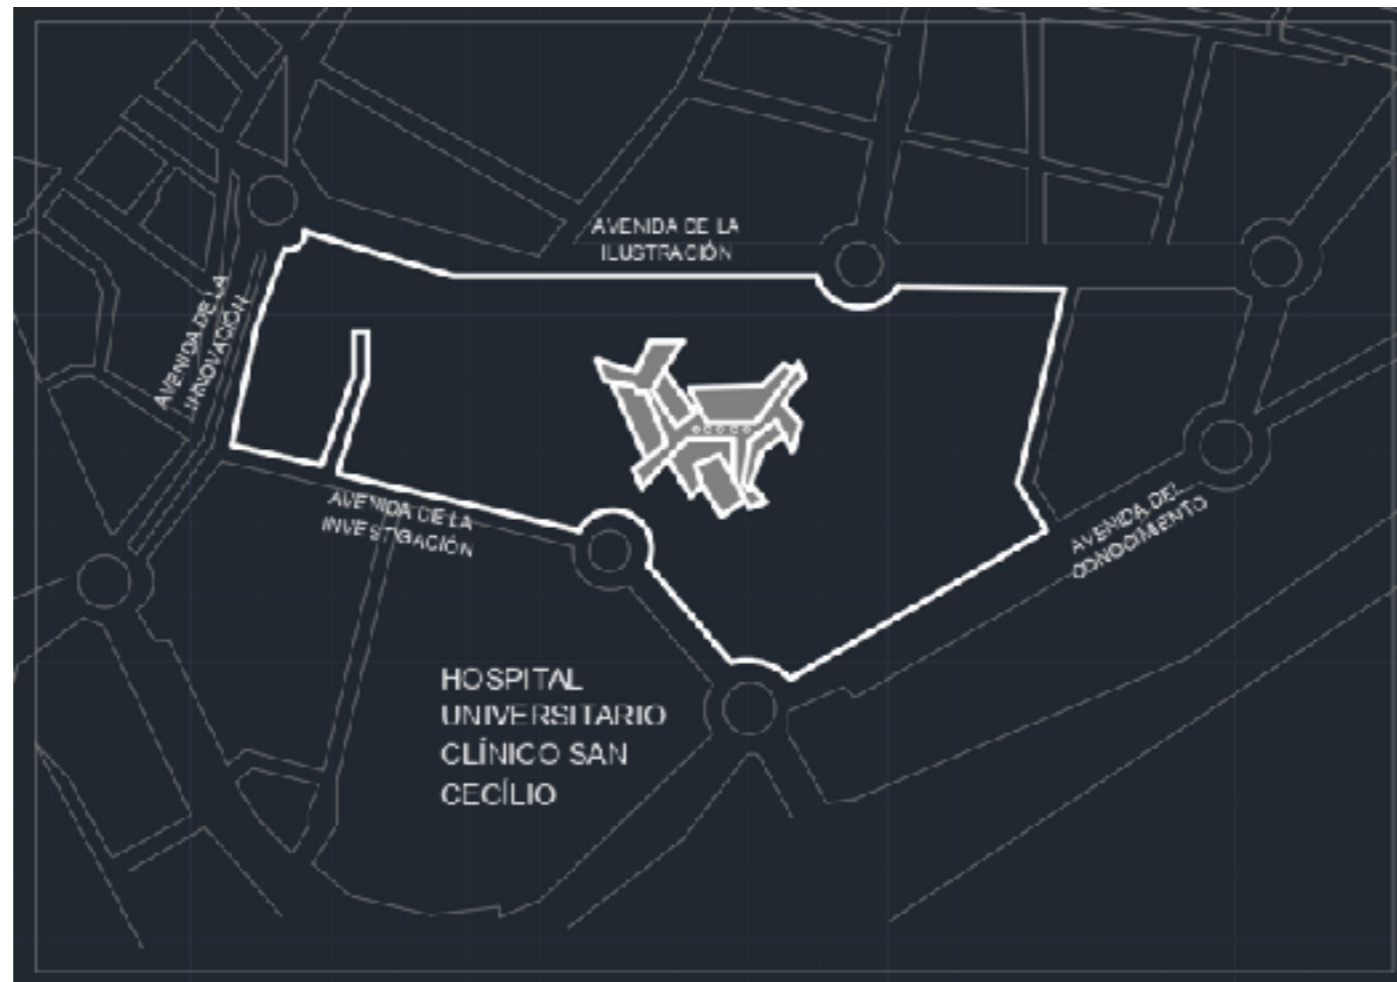 AVENIDA DE LA
ILUSTRACIÓN
AVENIDA DE LA
INNOVACIÓN
AVENIDA DE LA
INVESTIGACIÓN
AVENIDA DEL
CONOCIMIENTO
HOSPITAL
UNIVERSITARIO
CLÍNICO SAN
CECÍLIO